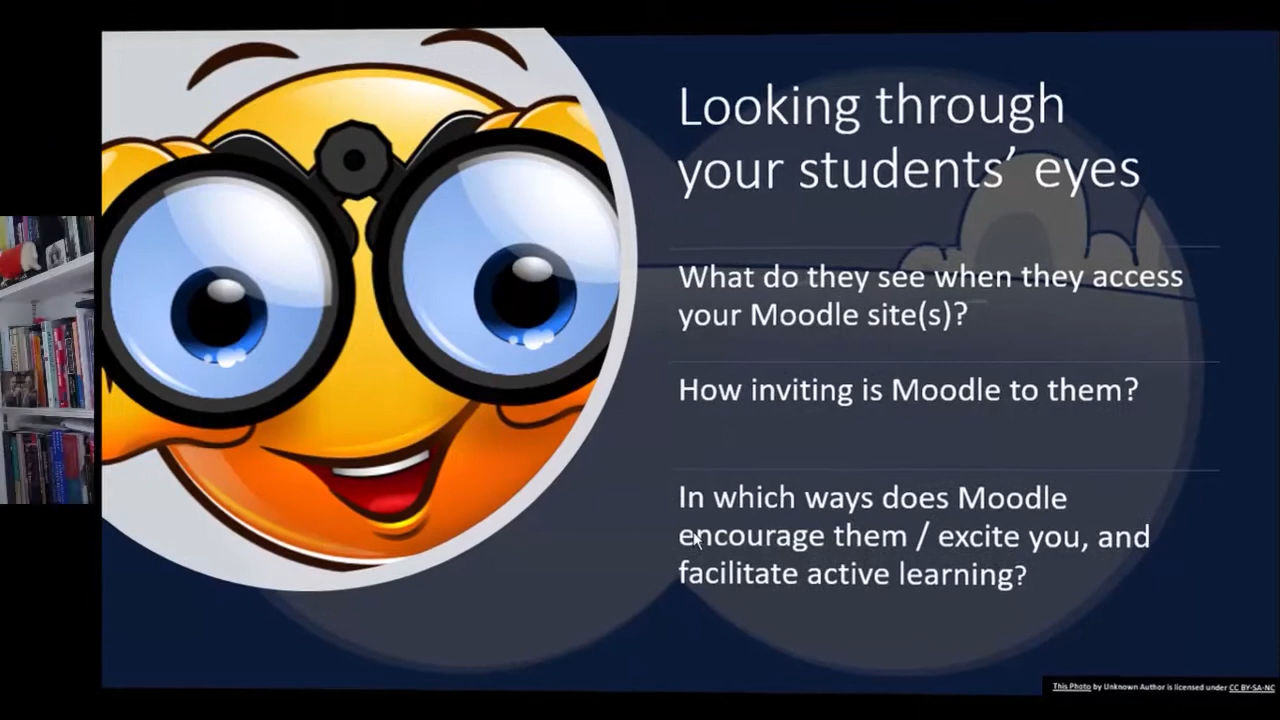 Looking through
your students’ eyes
What do they see when they access
your Moodle site(s)?
How inviting is Moodle to them?
In which ways does Moodle
encourage them / excite you, and
facilitate active learning?
This Photo by Unknown Author is licensed under CC BY-SA-NC